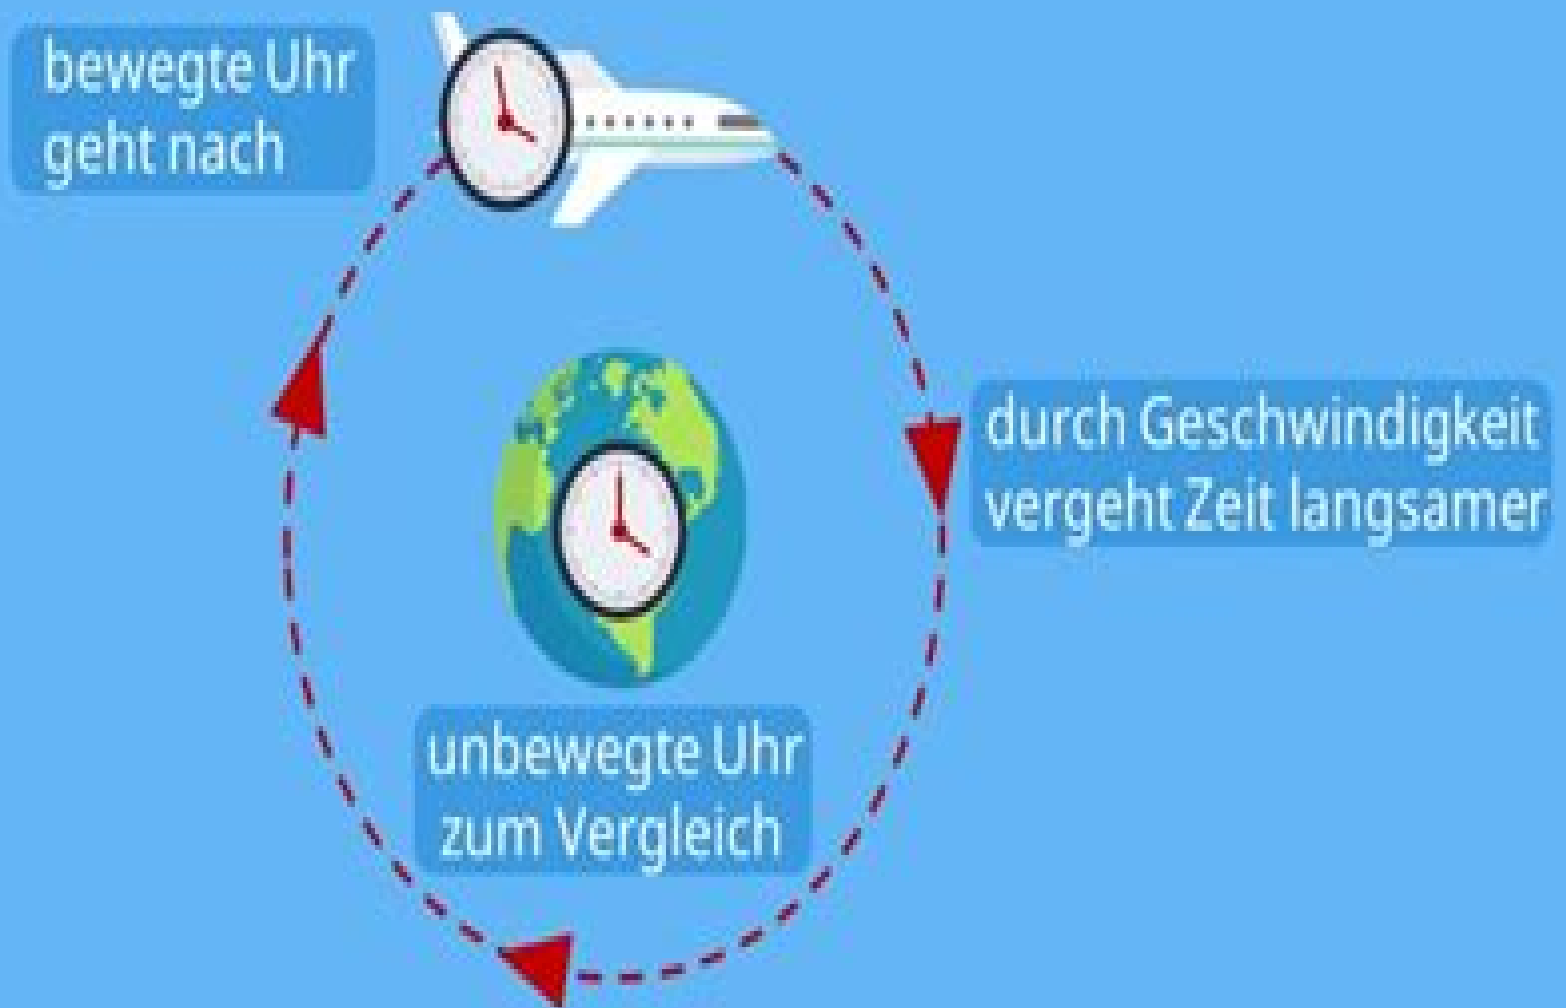 bewegte Uhr
geht nach
durch Geschwindigkeit
vergeht Zeit langsamer
unbewegte Uhr
zum Vergleich